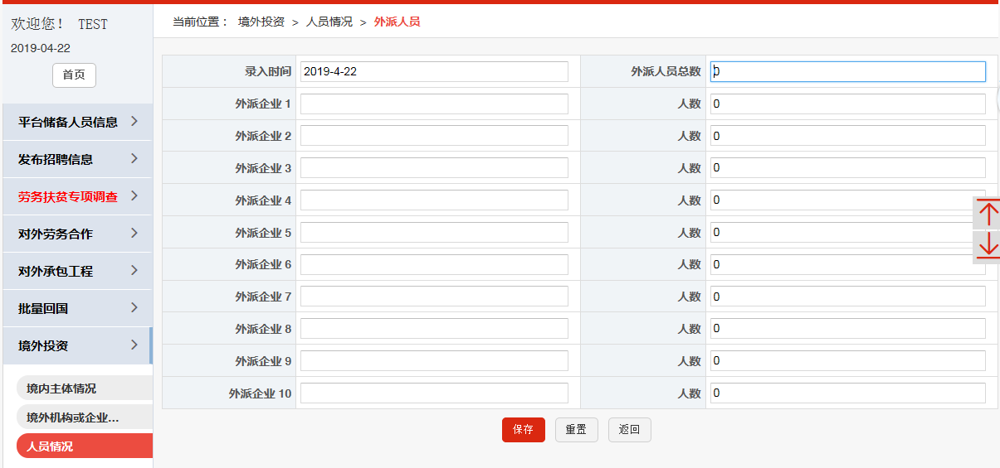 欢迎您！ TEST
2019-04-22
首页
平台储备人员信息
发布招聘信息
劳务扶贫专项调查
对外劳务合作
对外承包工程
批量回国
境外投资
境内主体情况
境外机构或企业...
人员情况
当前位置： 境外投资 > 人员情况 > 外派人员
录入时间 2019-4-22 外派人员总数 0
外派企业 1 人数 0
外派企业 2 人数 0
外派企业 3 人数 0
外派企业 4 人数 0
外派企业 5 人数 0
外派企业 6 人数 0
外派企业 7 人数 0
外派企业 8 人数 0
外派企业 9 人数 0
外派企业 10 人数 0
保存 重置 返回